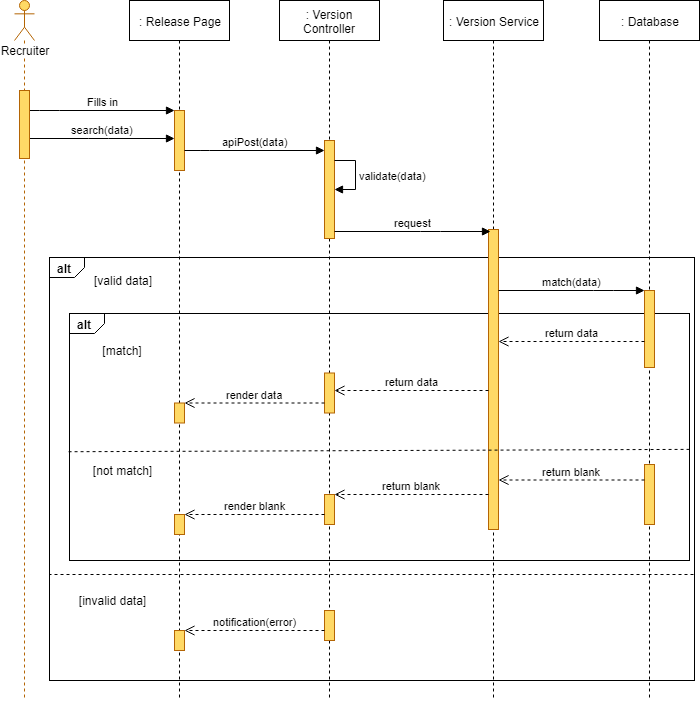 Recruiter
: Release Page
: Version
Controller
: Version Service
: Database
Fills in
search(data)
apiPost(data)
validate(data)
request
alt
[valid data]
match(data)
alt
return data
[match]
return data
render data
[not match]
return blank
return blank
render blank
[invalid data]
notification(error)